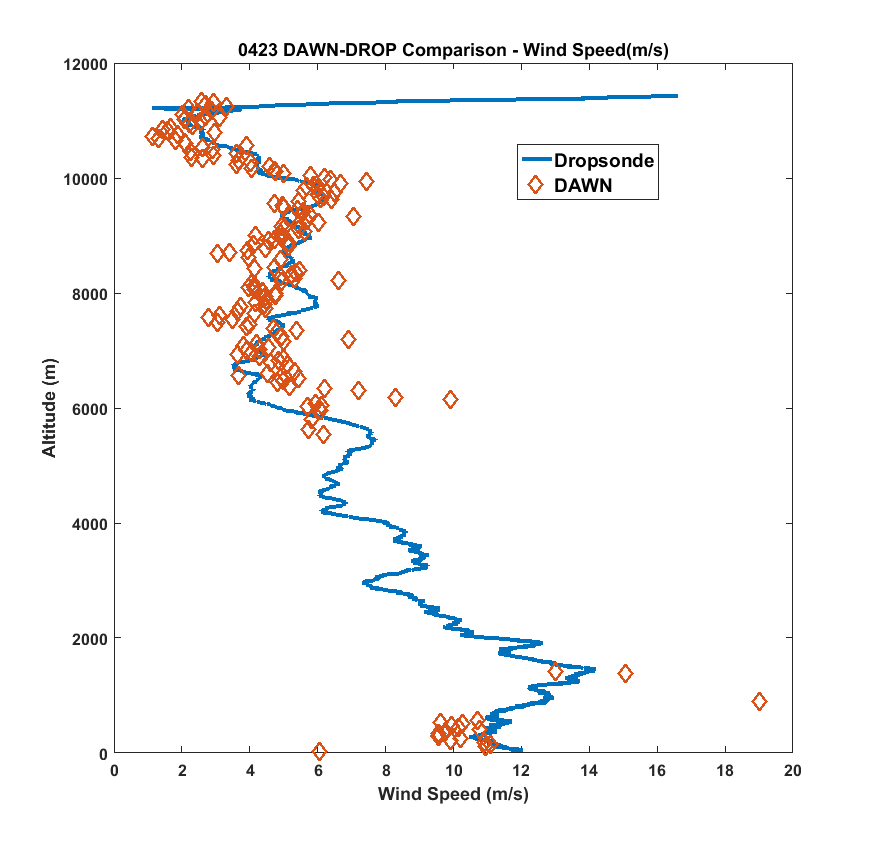 0423 DAWN-DROP Comparison - Wind Speed(m/s)
12000
10000
8000
6000
4000
2000
0
Altitude (m)
Dropsonde
DAWN
0 2 4 6 8 10 12 14 16 18 20
Wind Speed (m/s)